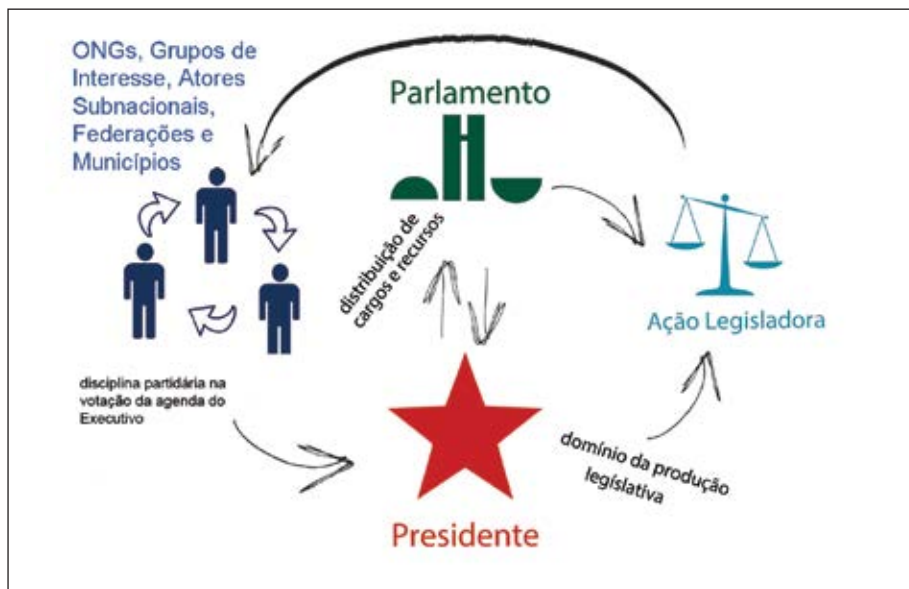 ONGs, Grupos de
Interesse, Atores
Subnacionais,
Federações e
Municípios
Parlamento
distribuição de
cargos e recursos
Ação Legisladora
disciplina partidária na
votação da agenda do
Executivo
domínio da produção
legíslativa
Presidente